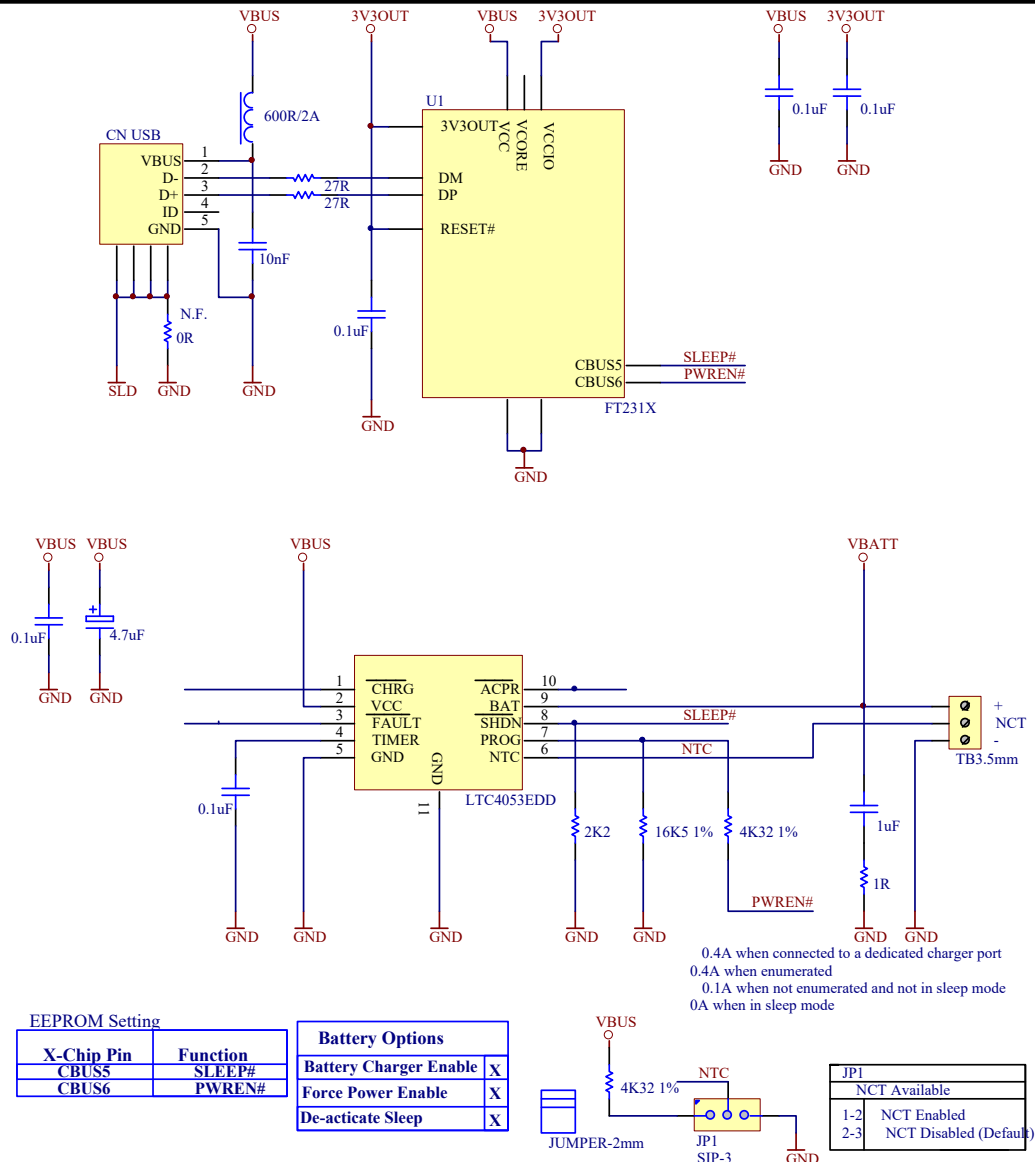 VBUS 3V3OUT VBUS 3V3OUT VBUS 3V3OUT
600R/2A
0.1uF 0.1uF
GND GND
CN USB
VBUS 1
D- 2
D+ 3
ID 4
GND 5
27R
27R
10nF
N.F.
0R
SLD GND GND
0.1uF
GND
U1
3V3OUT VCC VCORE VCCIO
DM
DP
RESET#
CBUS5 SLEEP#
CBUS6 PWREN#
FT231X
GND
VBUS VBUS VBUS VBATT
0.1uF 4.7uF
GND GND
1 CHRG
2 VCC
3 FAULT
4 TIMER
5 GND
GND
11
ACPR 10
BAT 9
SHDN 8 SLEEP#
PROG 7
NTC 6 NTC
LTC4053EDD
+
NCT
-
TB3.5mm
0.1uF
2K2 16K5 1% 4K32 1%
1uF
1R
PWREN#
GND GND GND GND GND GND GND
0.4A when connected to a dedicated charger port
0.4A when enumerated
0.1A when not enumerated and not in sleep mode
0A when in sleep mode
EEPROM Setting
X-Chip Pin Function
CBUS5 SLEEP#
CBUS6 PWREN#
Battery Options
Battery Charger Enable X
Force Power Enable X
De-acticate Sleep X
JUMPER-2mm
VBUS
4K32 1%
NTC
JP1
SIP-3
GND
JP1
NCT Available
1-2 NCT Enabled
2-3 NCT Disabled (Default)